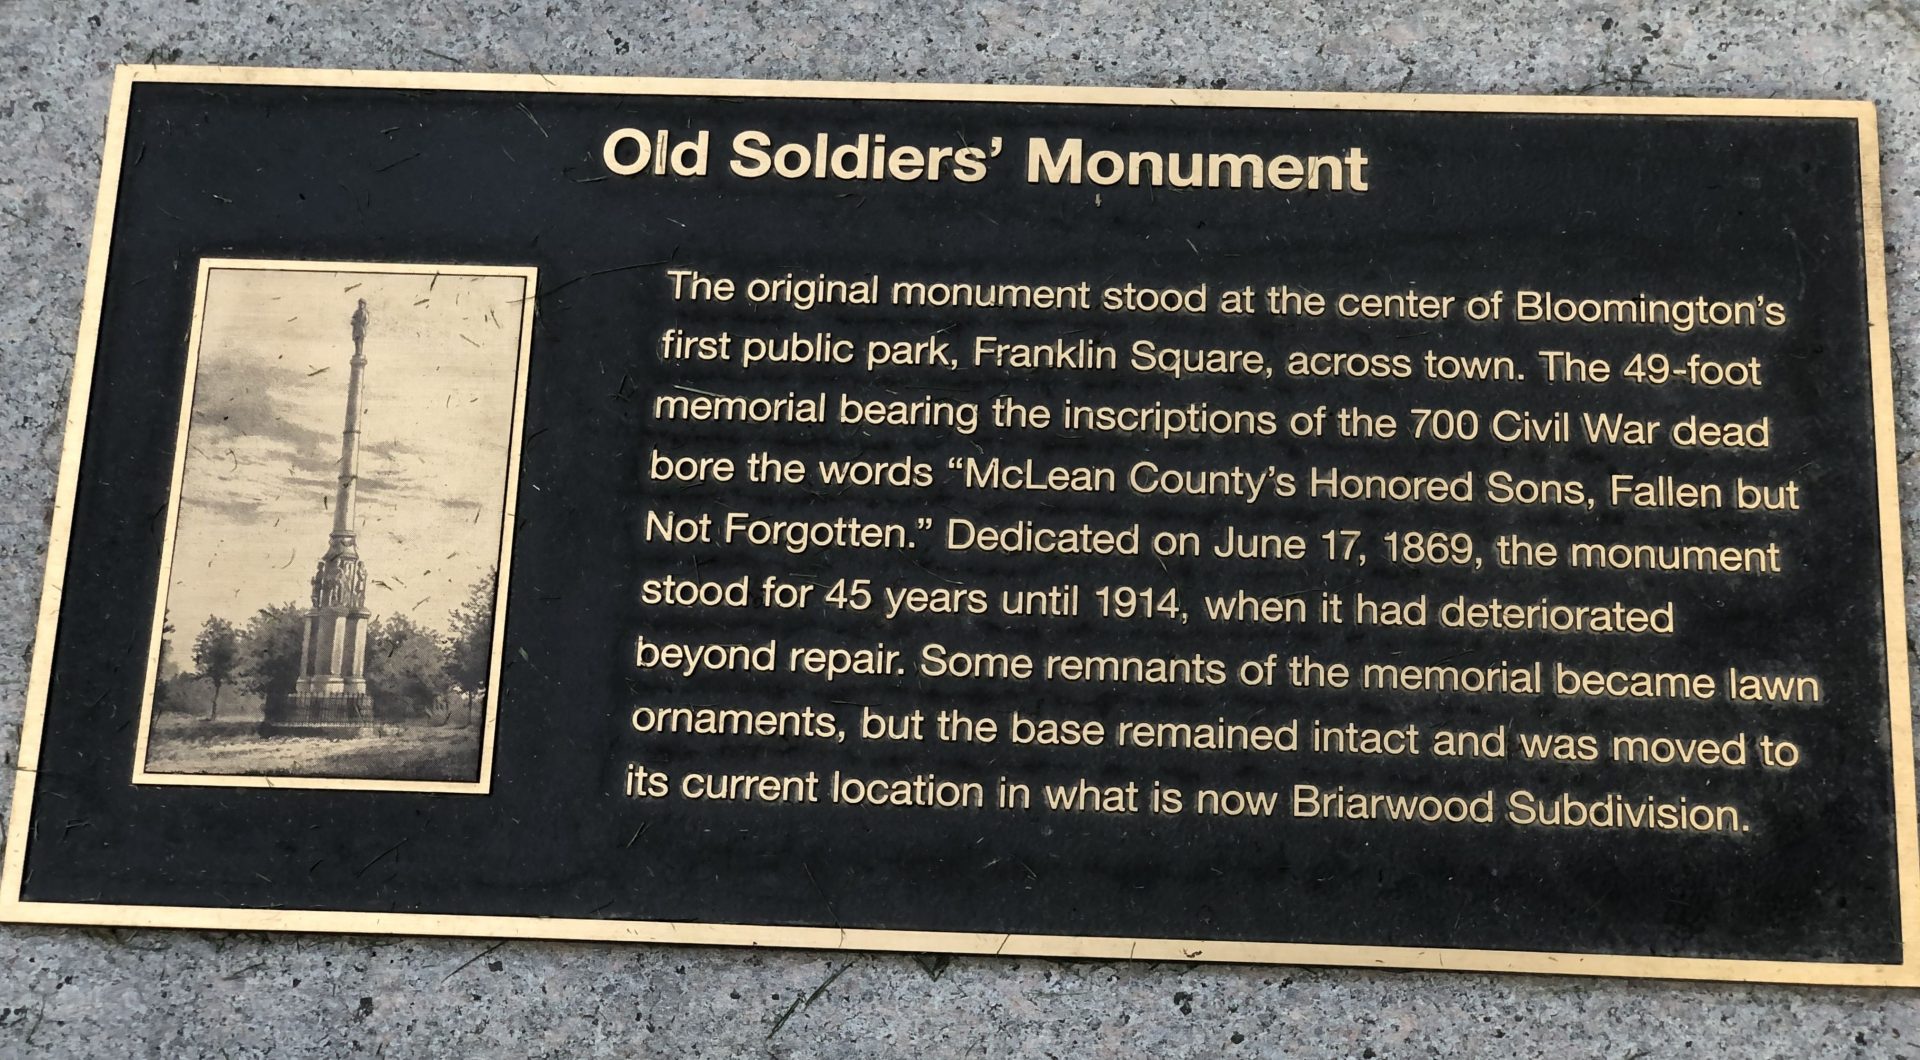 Old Soldiers’ Monument
The original monument stood at the center of Bloomington’s
first public park, Franklin Square, across town. The 49-foot
memorial bearing the inscriptions of the 700 Civil War dead
bore the words “McLean County’s Honored Sons, Fallen but
Not Forgotten.” Dedicated on June 17, 1869, the monument
stood for 45 years until 1914, when it had deteriorated
beyond repair. Some remnants of the memorial became lawn
ornaments, but the base remained intact and was moved to
its current location in what is now Briarwood Subdivision.